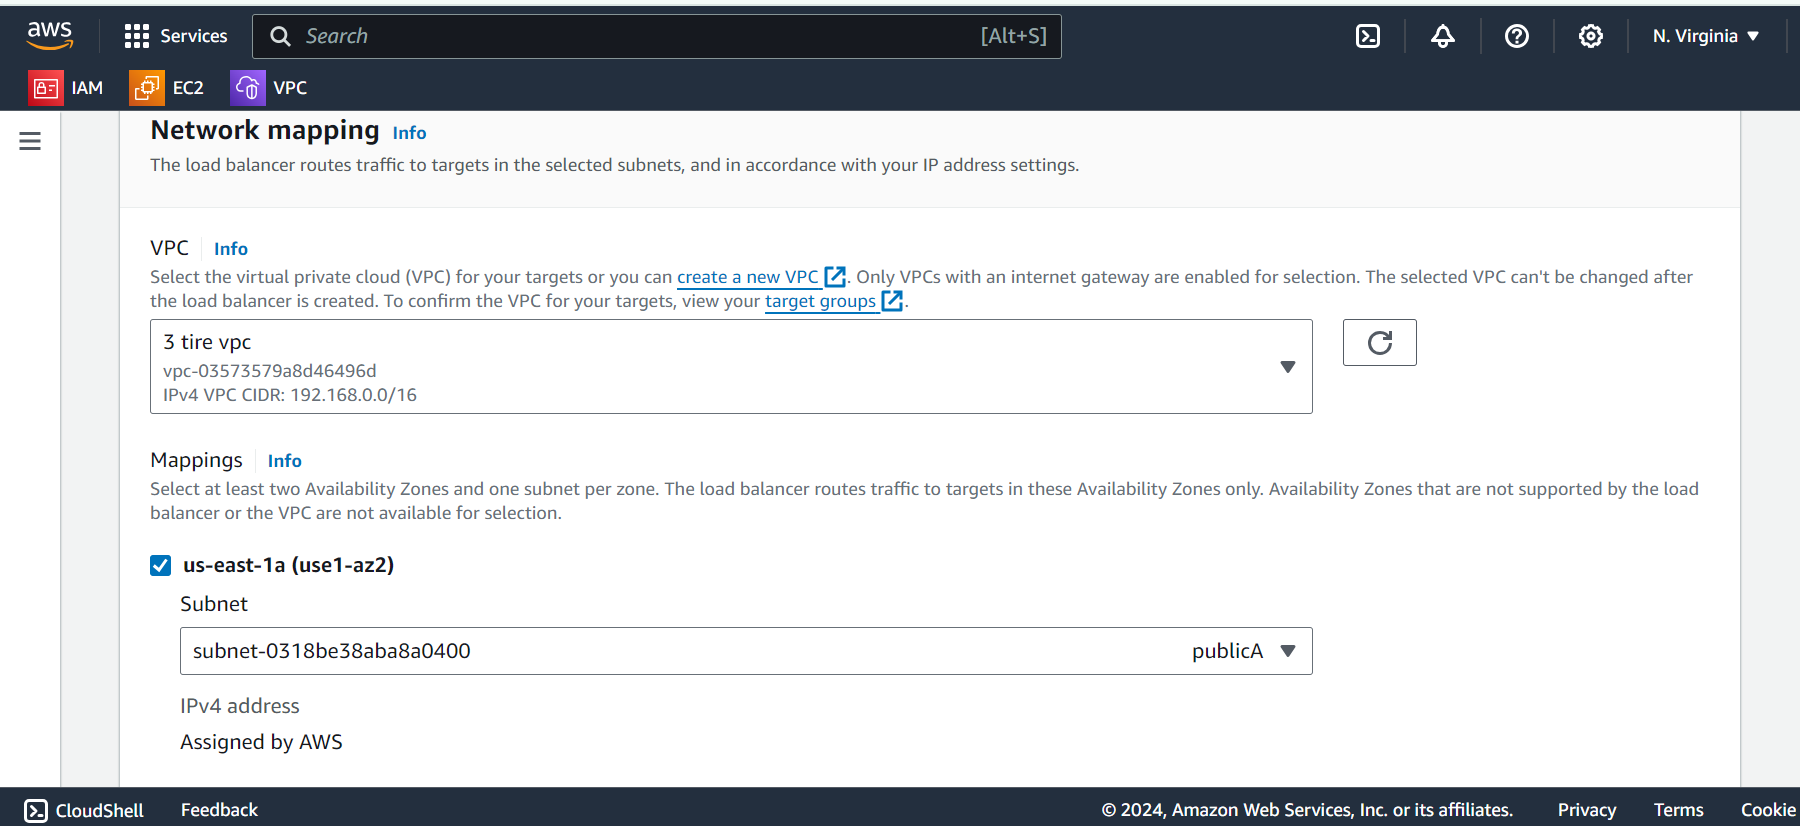 aws
Services
Search [Alt+S]
N. Virginia
IAM
EC2
VPC
Network mapping Info
The load balancer routes traffic to targets in the selected subnets, and in accordance with your IP address settings.
VPC Info
Select the virtual private cloud (VPC) for your targets or you can create a new VPC . Only VPCs with an internet gateway are enabled for selection. The selected VPC can't be changed after
the load balancer is created. To confirm the VPC for your targets, view your target groups .
3 tire vpc
vpc-03573579a8d46496d
IPv4 VPC CIDR: 192.168.0.0/16
Mappings Info
Select at least two Availability Zones and one subnet per zone. The load balancer routes traffic to targets in these Availability Zones only. Availability Zones that are not supported by the load
balancer or the VPC are not available for selection.
us-east-1a (use1-az2)
Subnet
subnet-0318be38aba8a0400 publicA
IPv4 address
Assigned by AWS
CloudShell Feedback © 2024, Amazon Web Services, Inc. or its affiliates. Privacy Terms Cookie